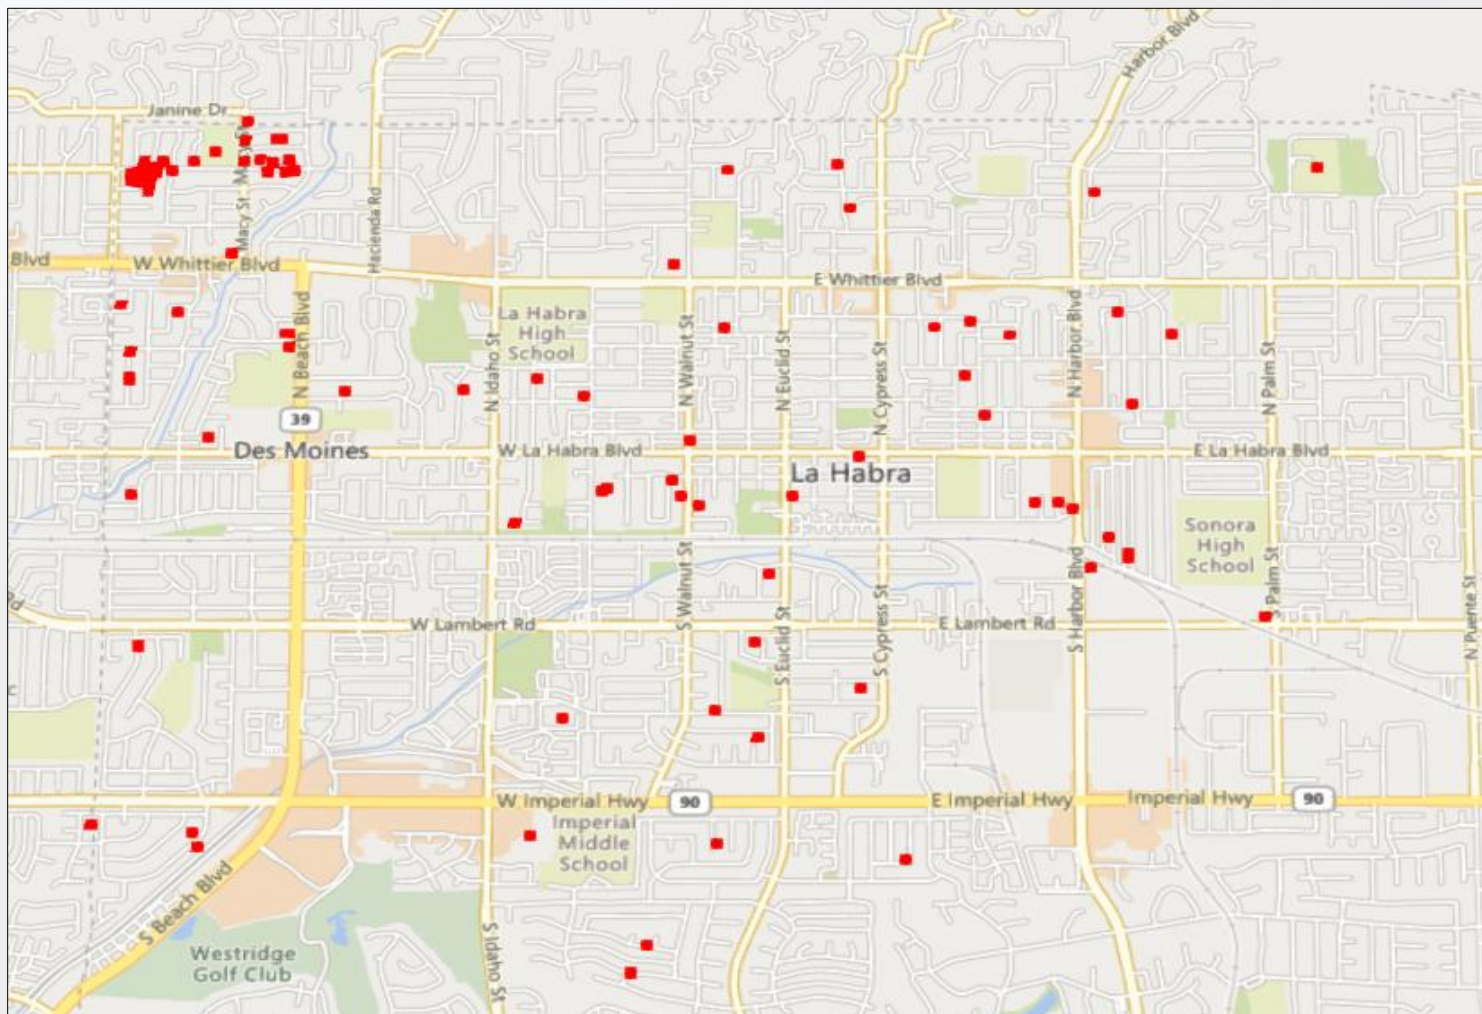 Harbor Blvd
Janine Dr
Macy St
Macy St
Hacienda Rd
Blvd
W Whittier Blvd
E Whittier Blvd
N Beach Blvd
La Habra
High
School
N Idaho St
N Walnut St
N Euclid St
N Cypress St
N Harbor Blvd
N Palm St
39
Des Moines
W La Habra Blvd
E La Habra Blvd
La Habra
Sonora
High
School
S Walnut St
S Euclid St
S Cypress St
S Harbor Blvd
S Palm St
N Puente St
Rd
W Lambert Rd
E Lambert Rd
W Imperial Hwy
90
E Imperial Hwy
Imperial Hwy
90
Imperial
Middle
School
S Beach Blvd
Westridge
Golf Club
S Idaho St